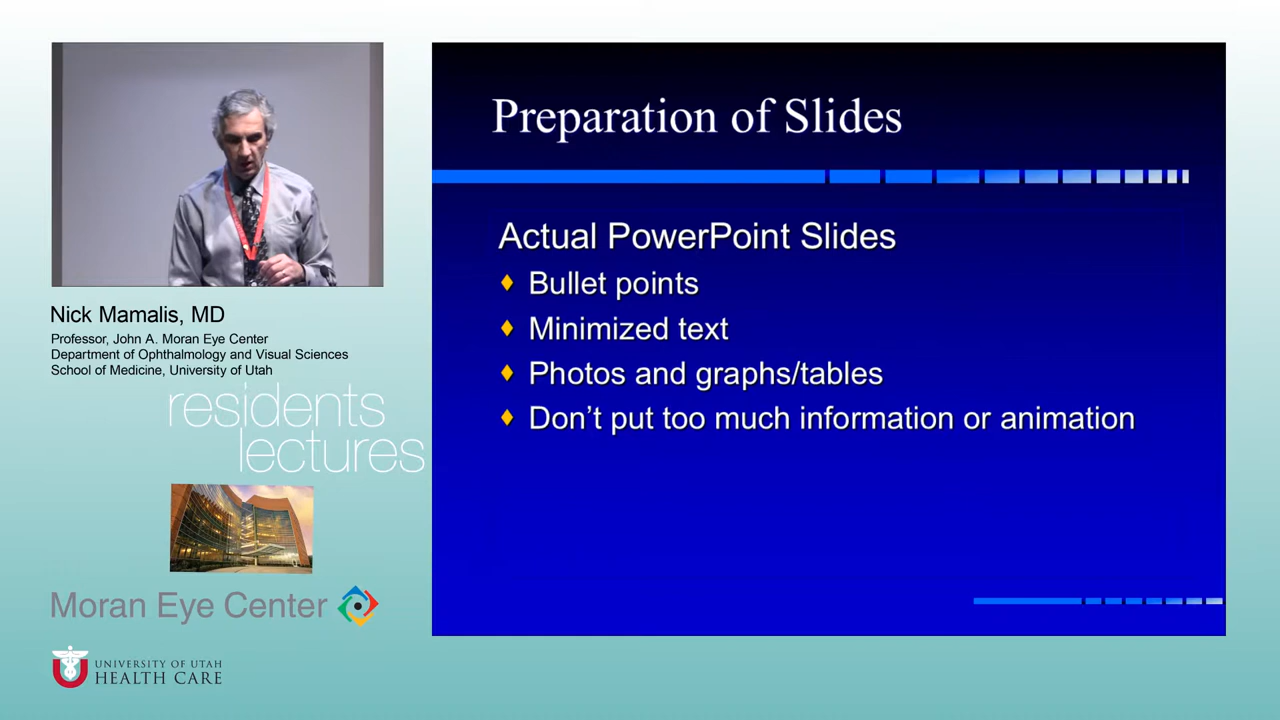 Nick Mamalis, MD
Professor, John A. Moran Eye Center
Department of Ophthalmology and Visual Sciences
School of Medicine, University of Utah
residents
lectures
Moran Eye Center
UNIVERSITY OF UTAH
HEALTH CARE
Preparation of Slides
Actual PowerPoint Slides
Bullet points
Minimized text
Photos and graphs/tables
Don't put too much information or animation